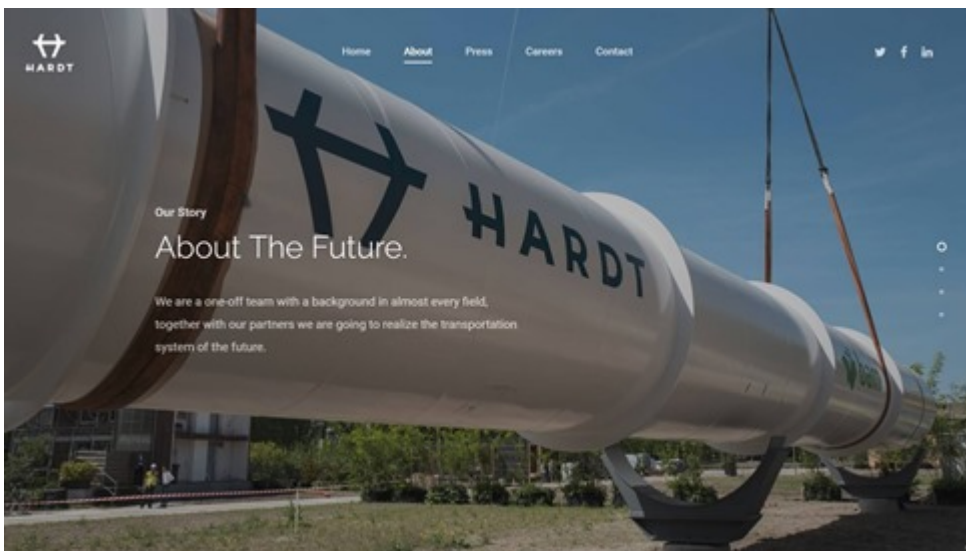 HARDT
Home About Press Careers Contact
HARDT
Our Story
About The Future.
We are a one-off team with a background in almost every field,
together with our partners we are going to realize the transportation
system of the future.